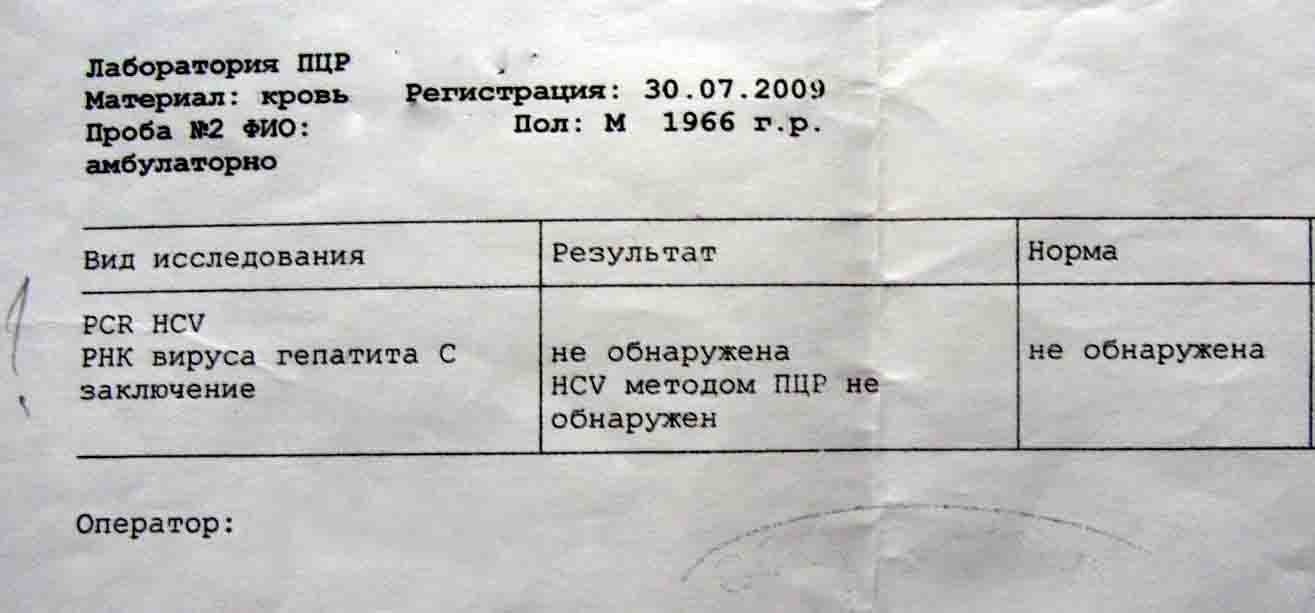 Лаборатория ПЦР
Материал: кровь Регистрация: 30.07.2009
Проба №2 ФИО: Пол: М 1966 г.р.
амбулаторно
Вид исследования Результат Норма
PCR HCV
РНК вируса гепатита С не обнаружена не обнаружена
заключение HCV методом ПЦР не
обнаружен
Оператор: